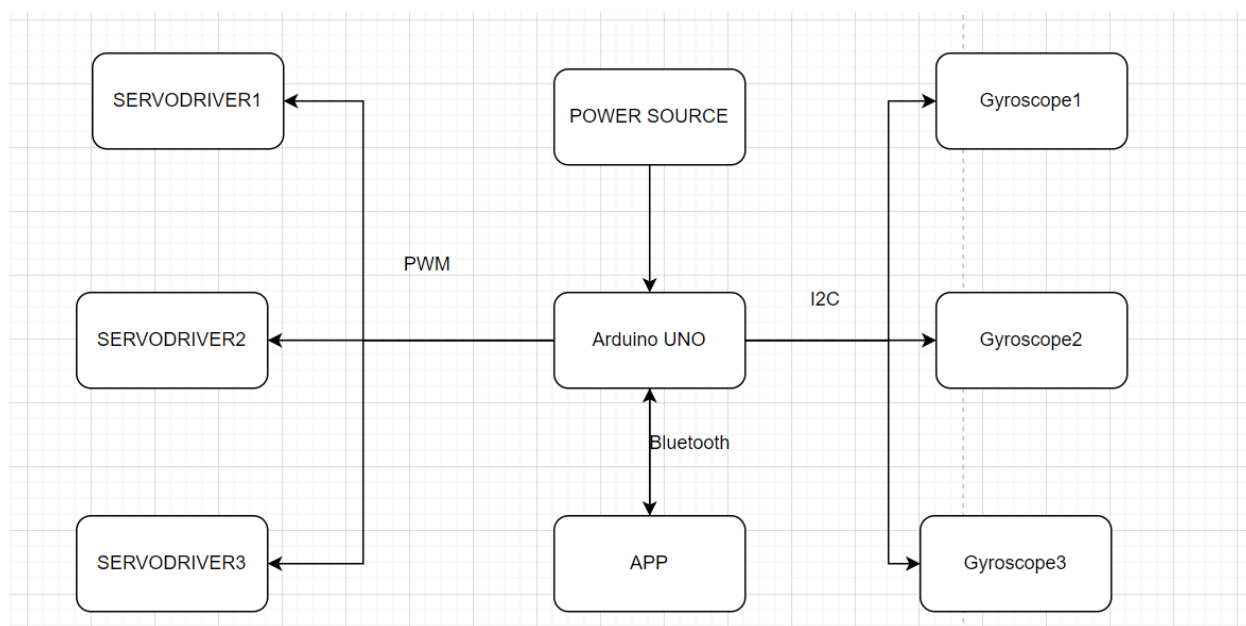 SERVODRIVER1
POWER SOURCE
Gyroscope1
PWM
I2C
SERVODRIVER2
Arduino UNO
Gyroscope2
Bluetooth
SERVODRIVER3
APP
Gyroscope3